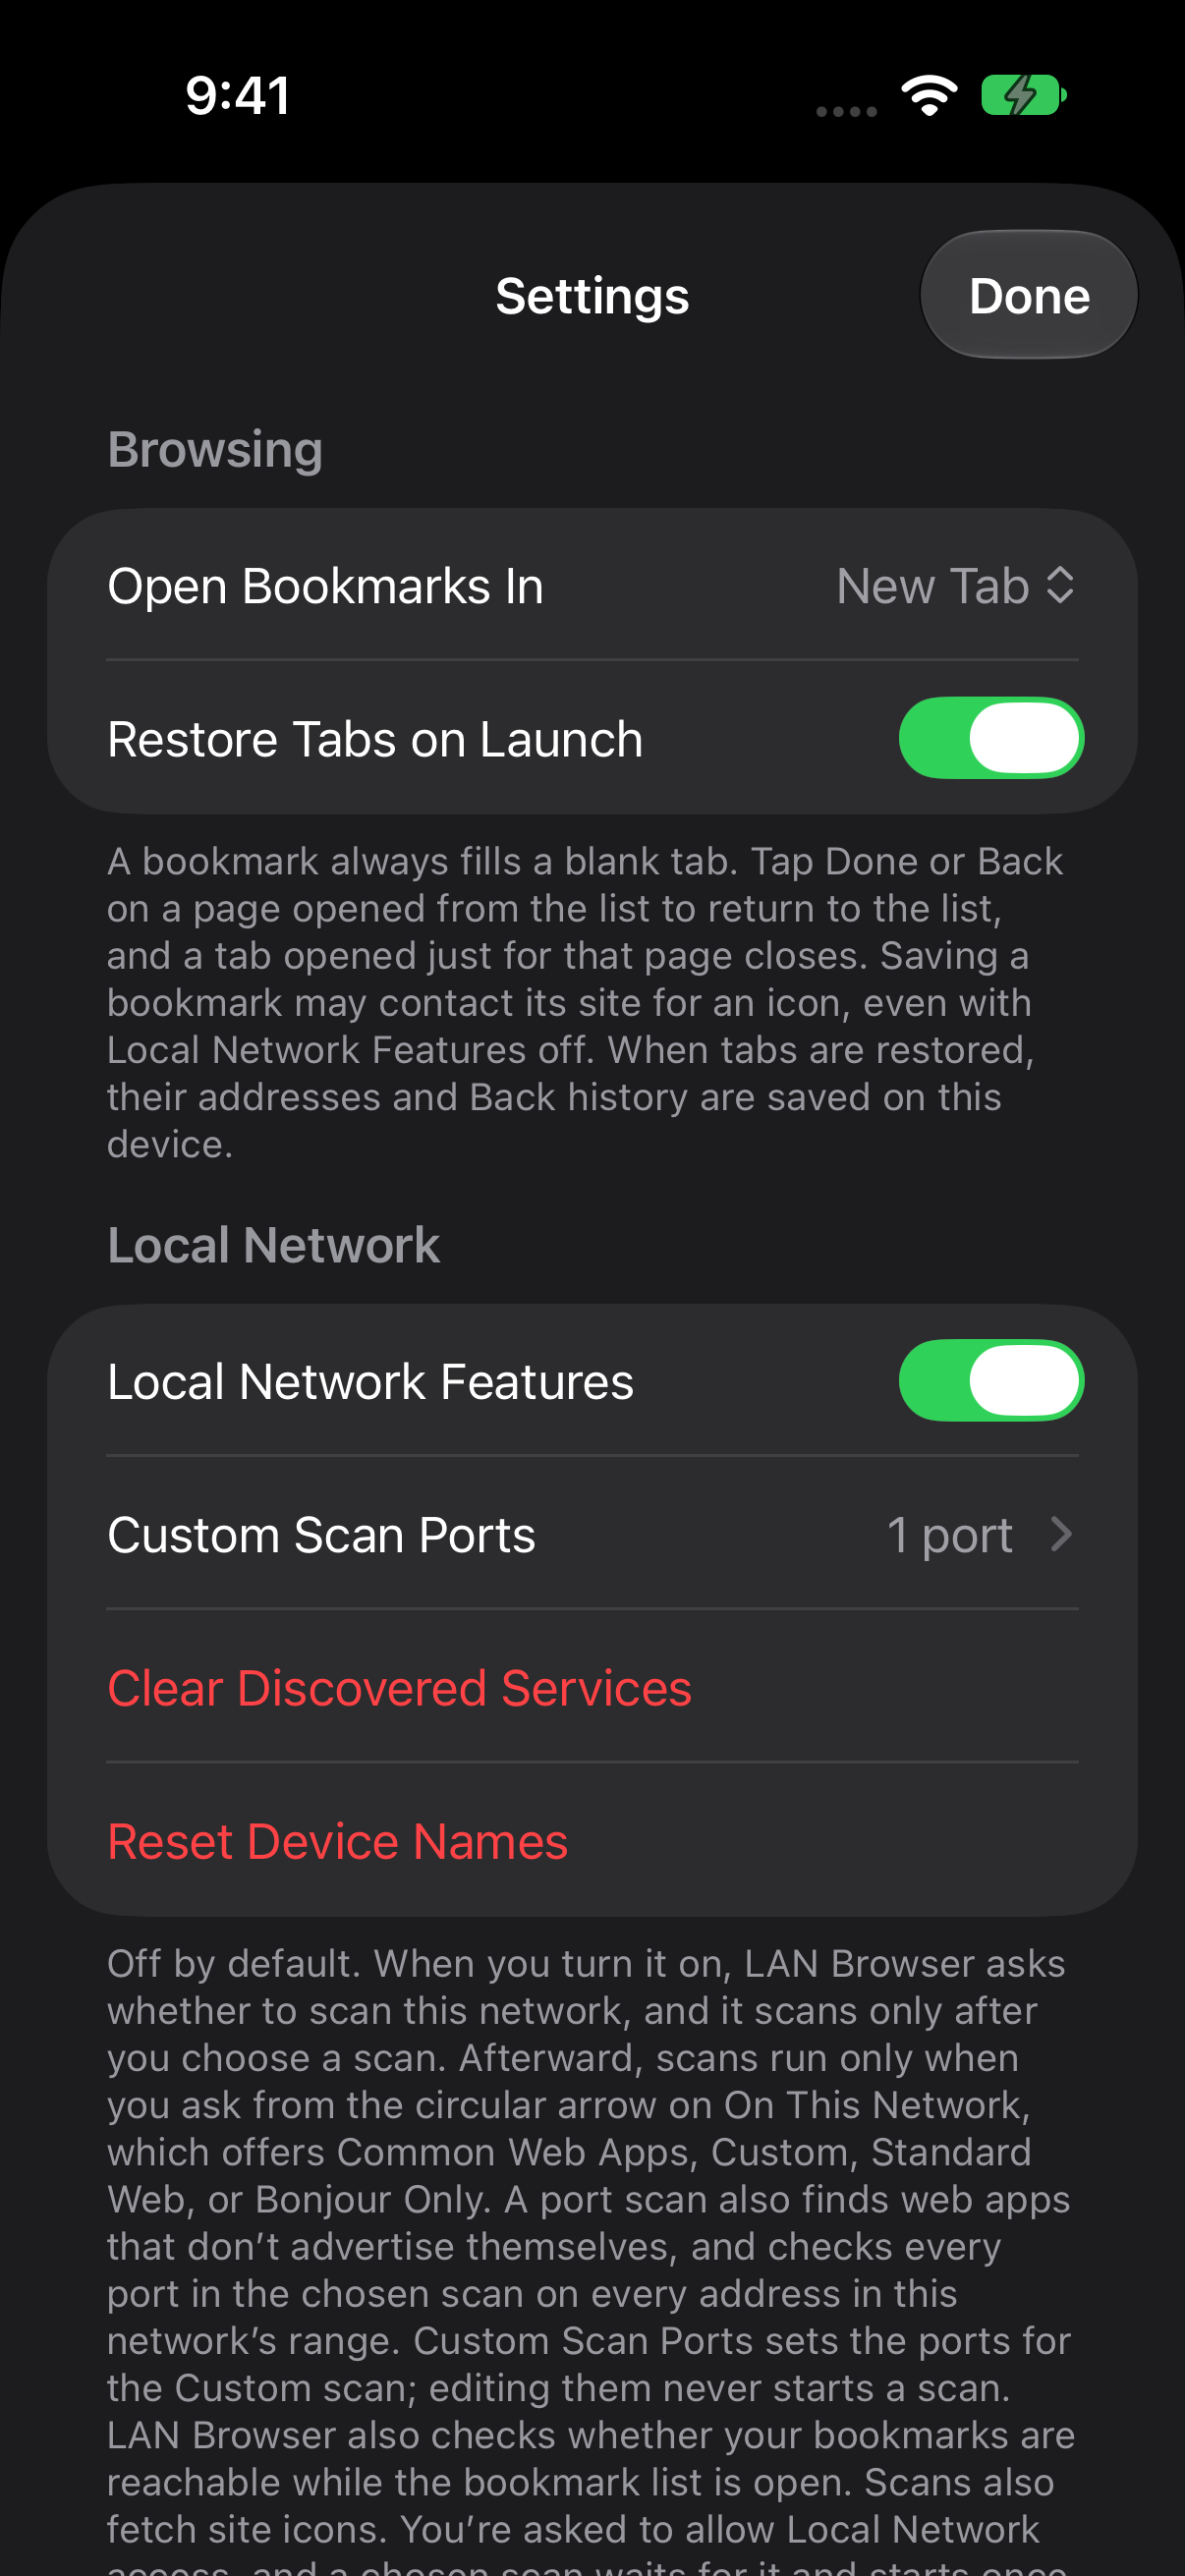 9:41
Settings
Done
Browsing
Open Bookmarks In
New Tab
Restore Tabs on Launch
A bookmark always fills a blank tab. Tap Done or Back
on a page opened from the list to return to the list,
and a tab opened just for that page closes. Saving a
bookmark may contact its site for an icon, even with
Local Network Features off. When tabs are restored,
their addresses and Back history are saved on this
device.
Local Network
Local Network Features
Custom Scan Ports
1 port
Clear Discovered Services
Reset Device Names
Off by default. When you turn it on, LAN Browser asks
whether to scan this network, and it scans only after
you choose a scan. Afterward, scans run only when
you ask from the circular arrow on On This Network,
which offers Common Web Apps, Custom, Standard
Web, or Bonjour Only. A port scan also finds web apps
that don’t advertise themselves, and checks every
port in the chosen scan on every address in this
network’s range. Custom Scan Ports sets the ports for
the Custom scan; editing them never starts a scan.
LAN Browser also checks whether your bookmarks are
reachable while the bookmark list is open. Scans also
fetch site icons. You’re asked to allow Local Network
access, and a chosen scan waits for it and starts once